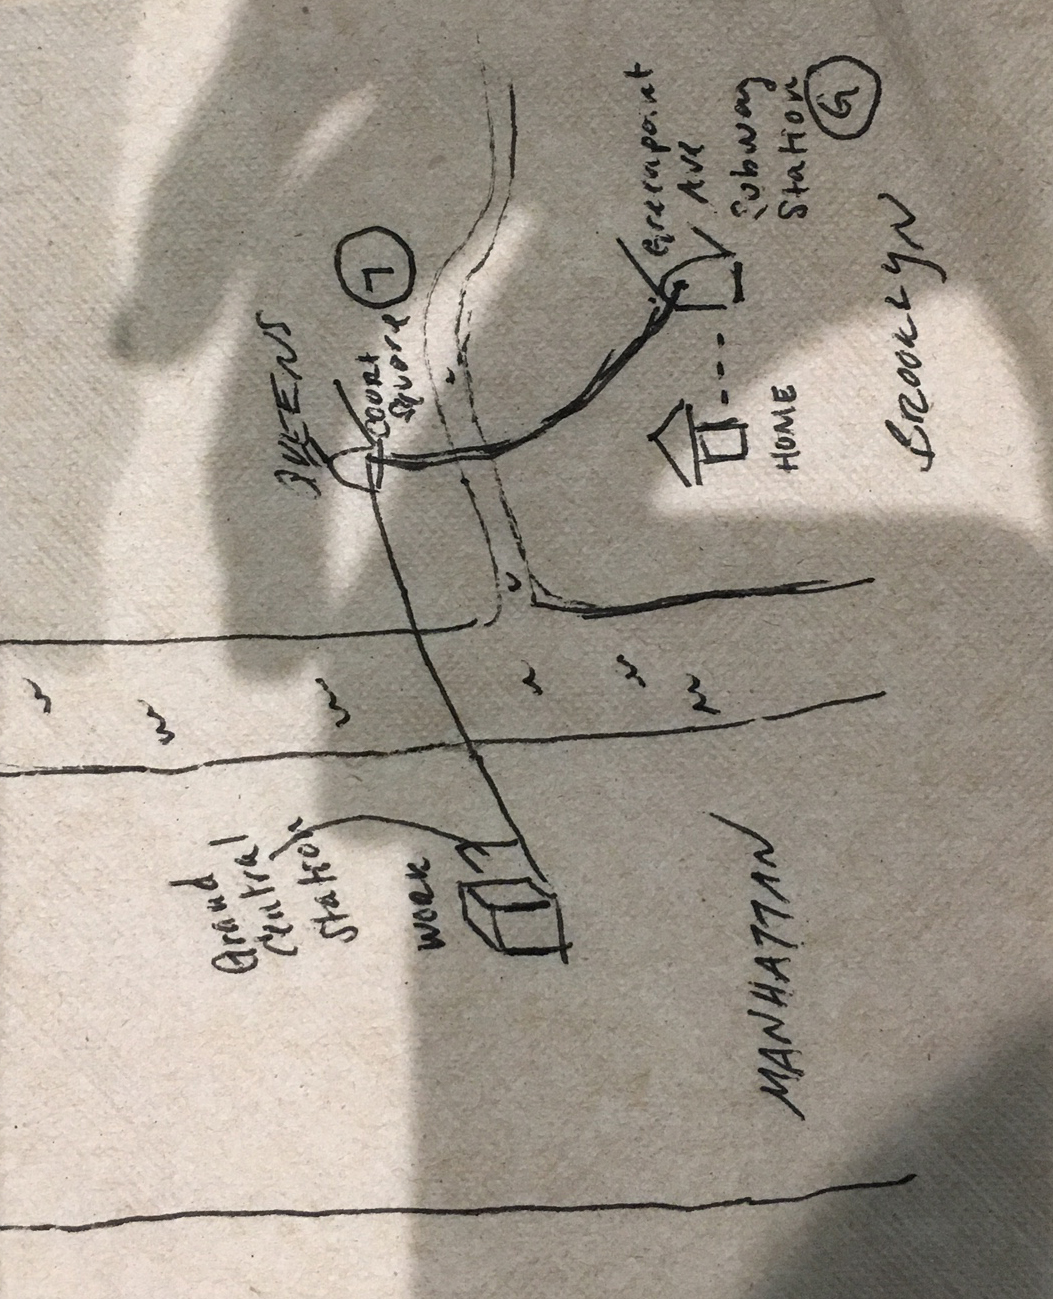 MANHATTAN
Grand
Central
Station
WORK
QUEENS
Court
Square
7
HOME
BROOKLYN
Greenpoint
Ave
Subway
Station
G